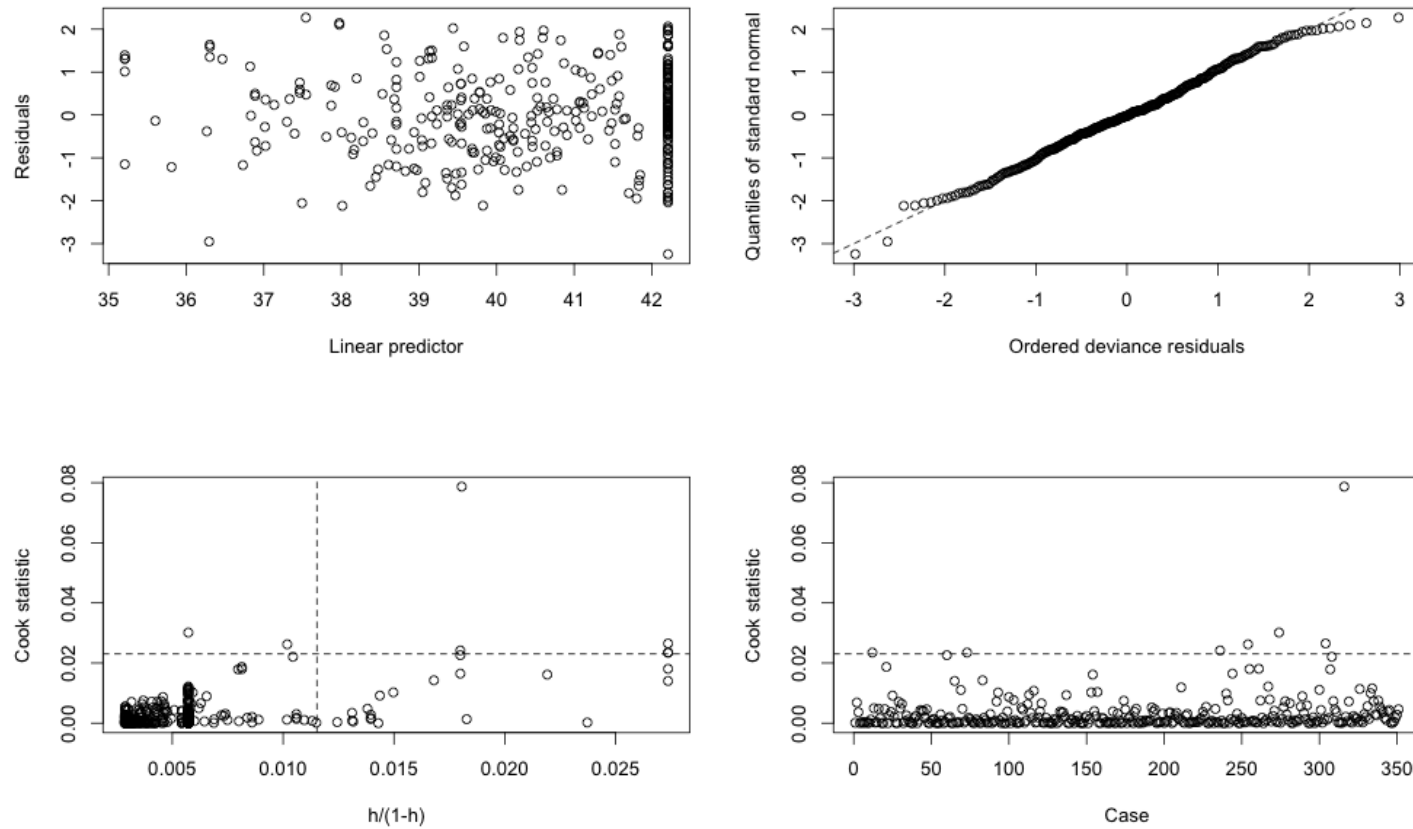 Residuals
2
1
0
-1
-2
-3
35 36 37 38 39 40 41 42
Linear predictor
Quantiles of standard normal
2
1
0
-1
-2
-3
-3 -2 -1 0 1 2 3
Ordered deviance residuals
Cook statistic
0.08
0.06
0.04
0.02
0.00
0.005 0.010 0.015 0.020 0.025
h/(1-h)
Cook statistic
0.08
0.06
0.04
0.02
0.00
0 50 100 150 200 250 300 350
Case